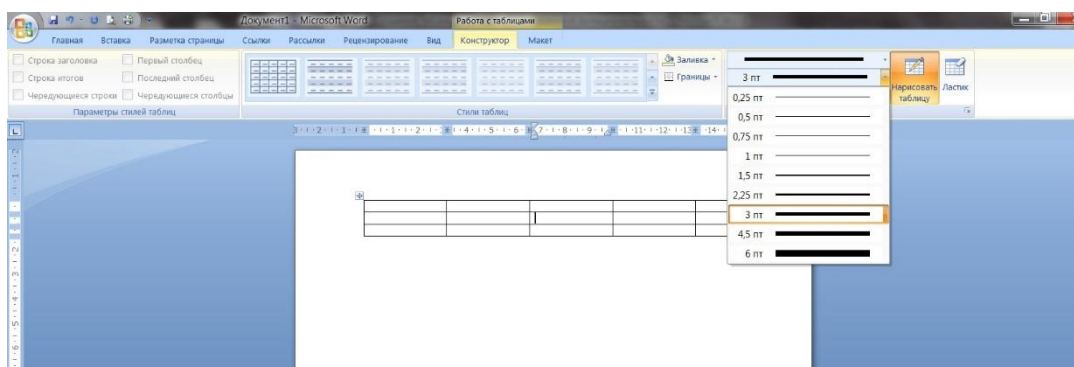 Документ1 - Microsoft Word
Работа с таблицами
Главная Вставка Разметка страницы Ссылки Рассылки Рецензирование Вид Конструктор Макет
Строка заголовка Первый столбец
Строка итогов Последний столбец
Чередующиеся строки Чередующиеся столбцы
Параметры стилей таблиц
Стили таблиц
Заливка
Границы
3 пт
Нарисовать таблицу
Ластик
0,25 пт
0,5 пт
0,75 пт
1 пт
1,5 пт
2,25 пт
3 пт
4,5 пт
6 пт